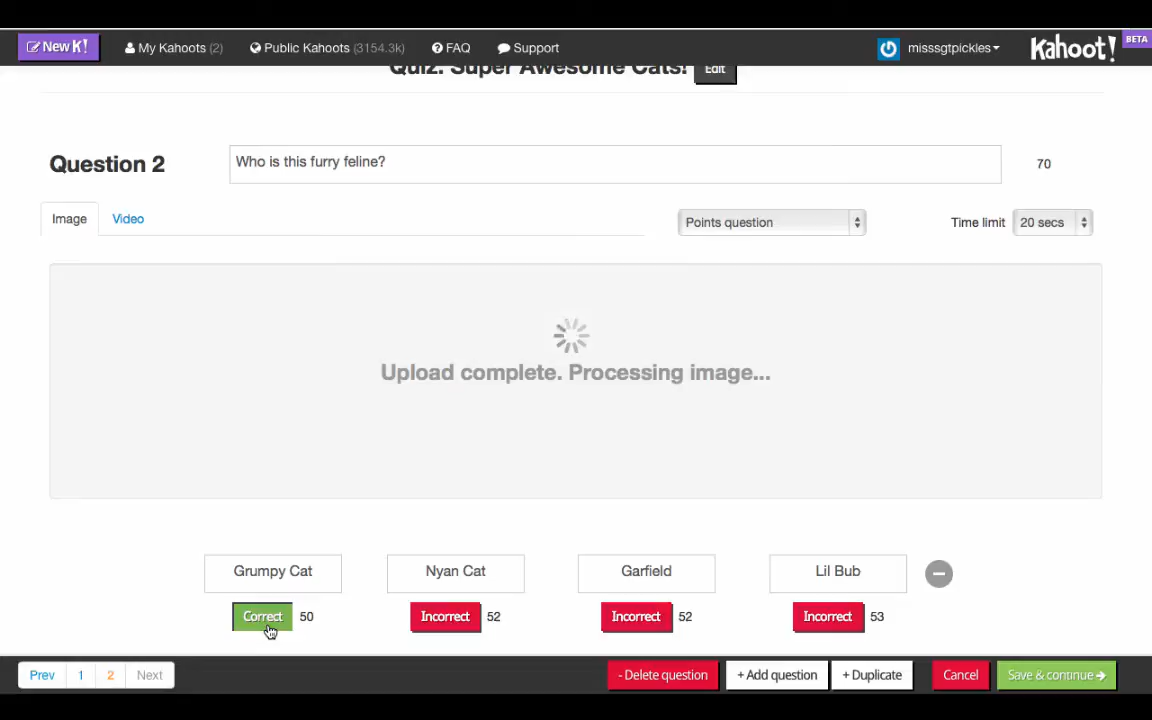 New K! My Kahoots (2) Public Kahoots (3154.3k) FAQ Support misssgtpickles Kahoot! BETA
Quiz: Super Awesome Cats! Edit
Question 2 Who is this furry feline? 70
Image Video Points question Time limit 20 secs
Upload complete. Processing image...
Grumpy Cat Nyan Cat Garfield Lil Bub
Correct 50 Incorrect 52 Incorrect 52 Incorrect 53
Prev 1 2 Next - Delete question + Add question + Duplicate Cancel Save & continue